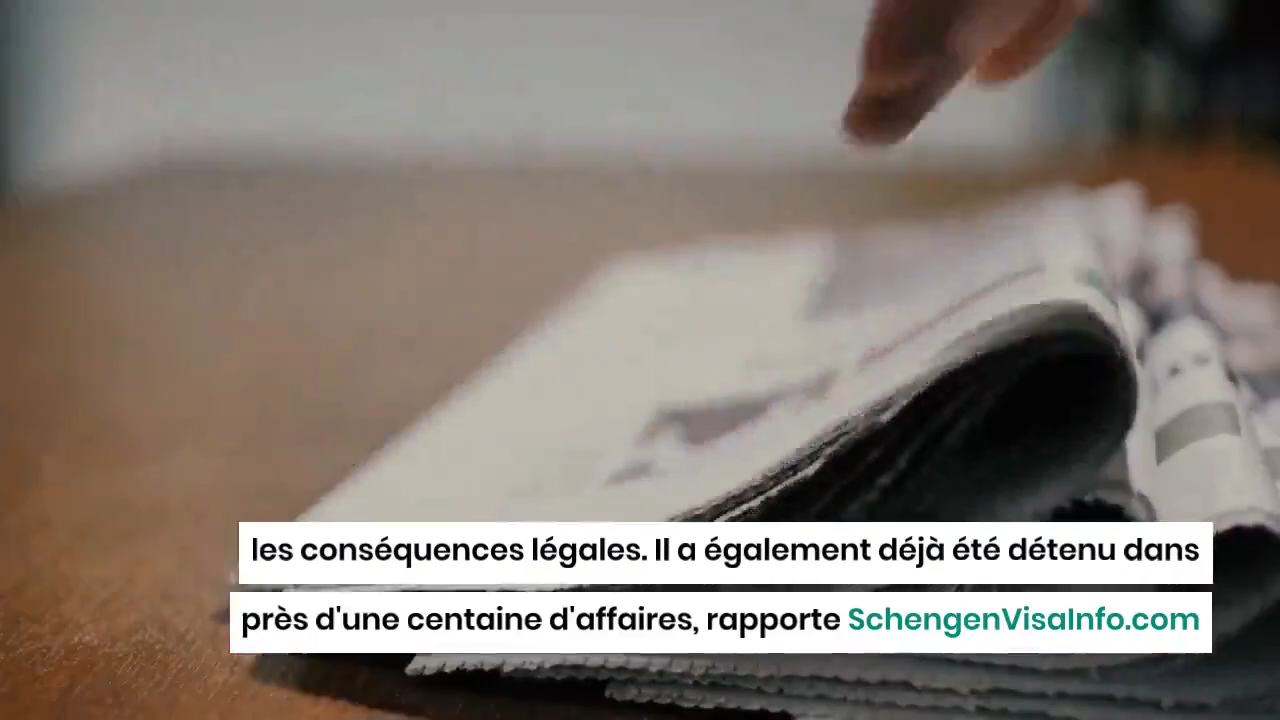 les conséquences légales. Il a également déjà été détenu dans
près d'une centaine d'affaires, rapporte SchengenVisaInfo.com